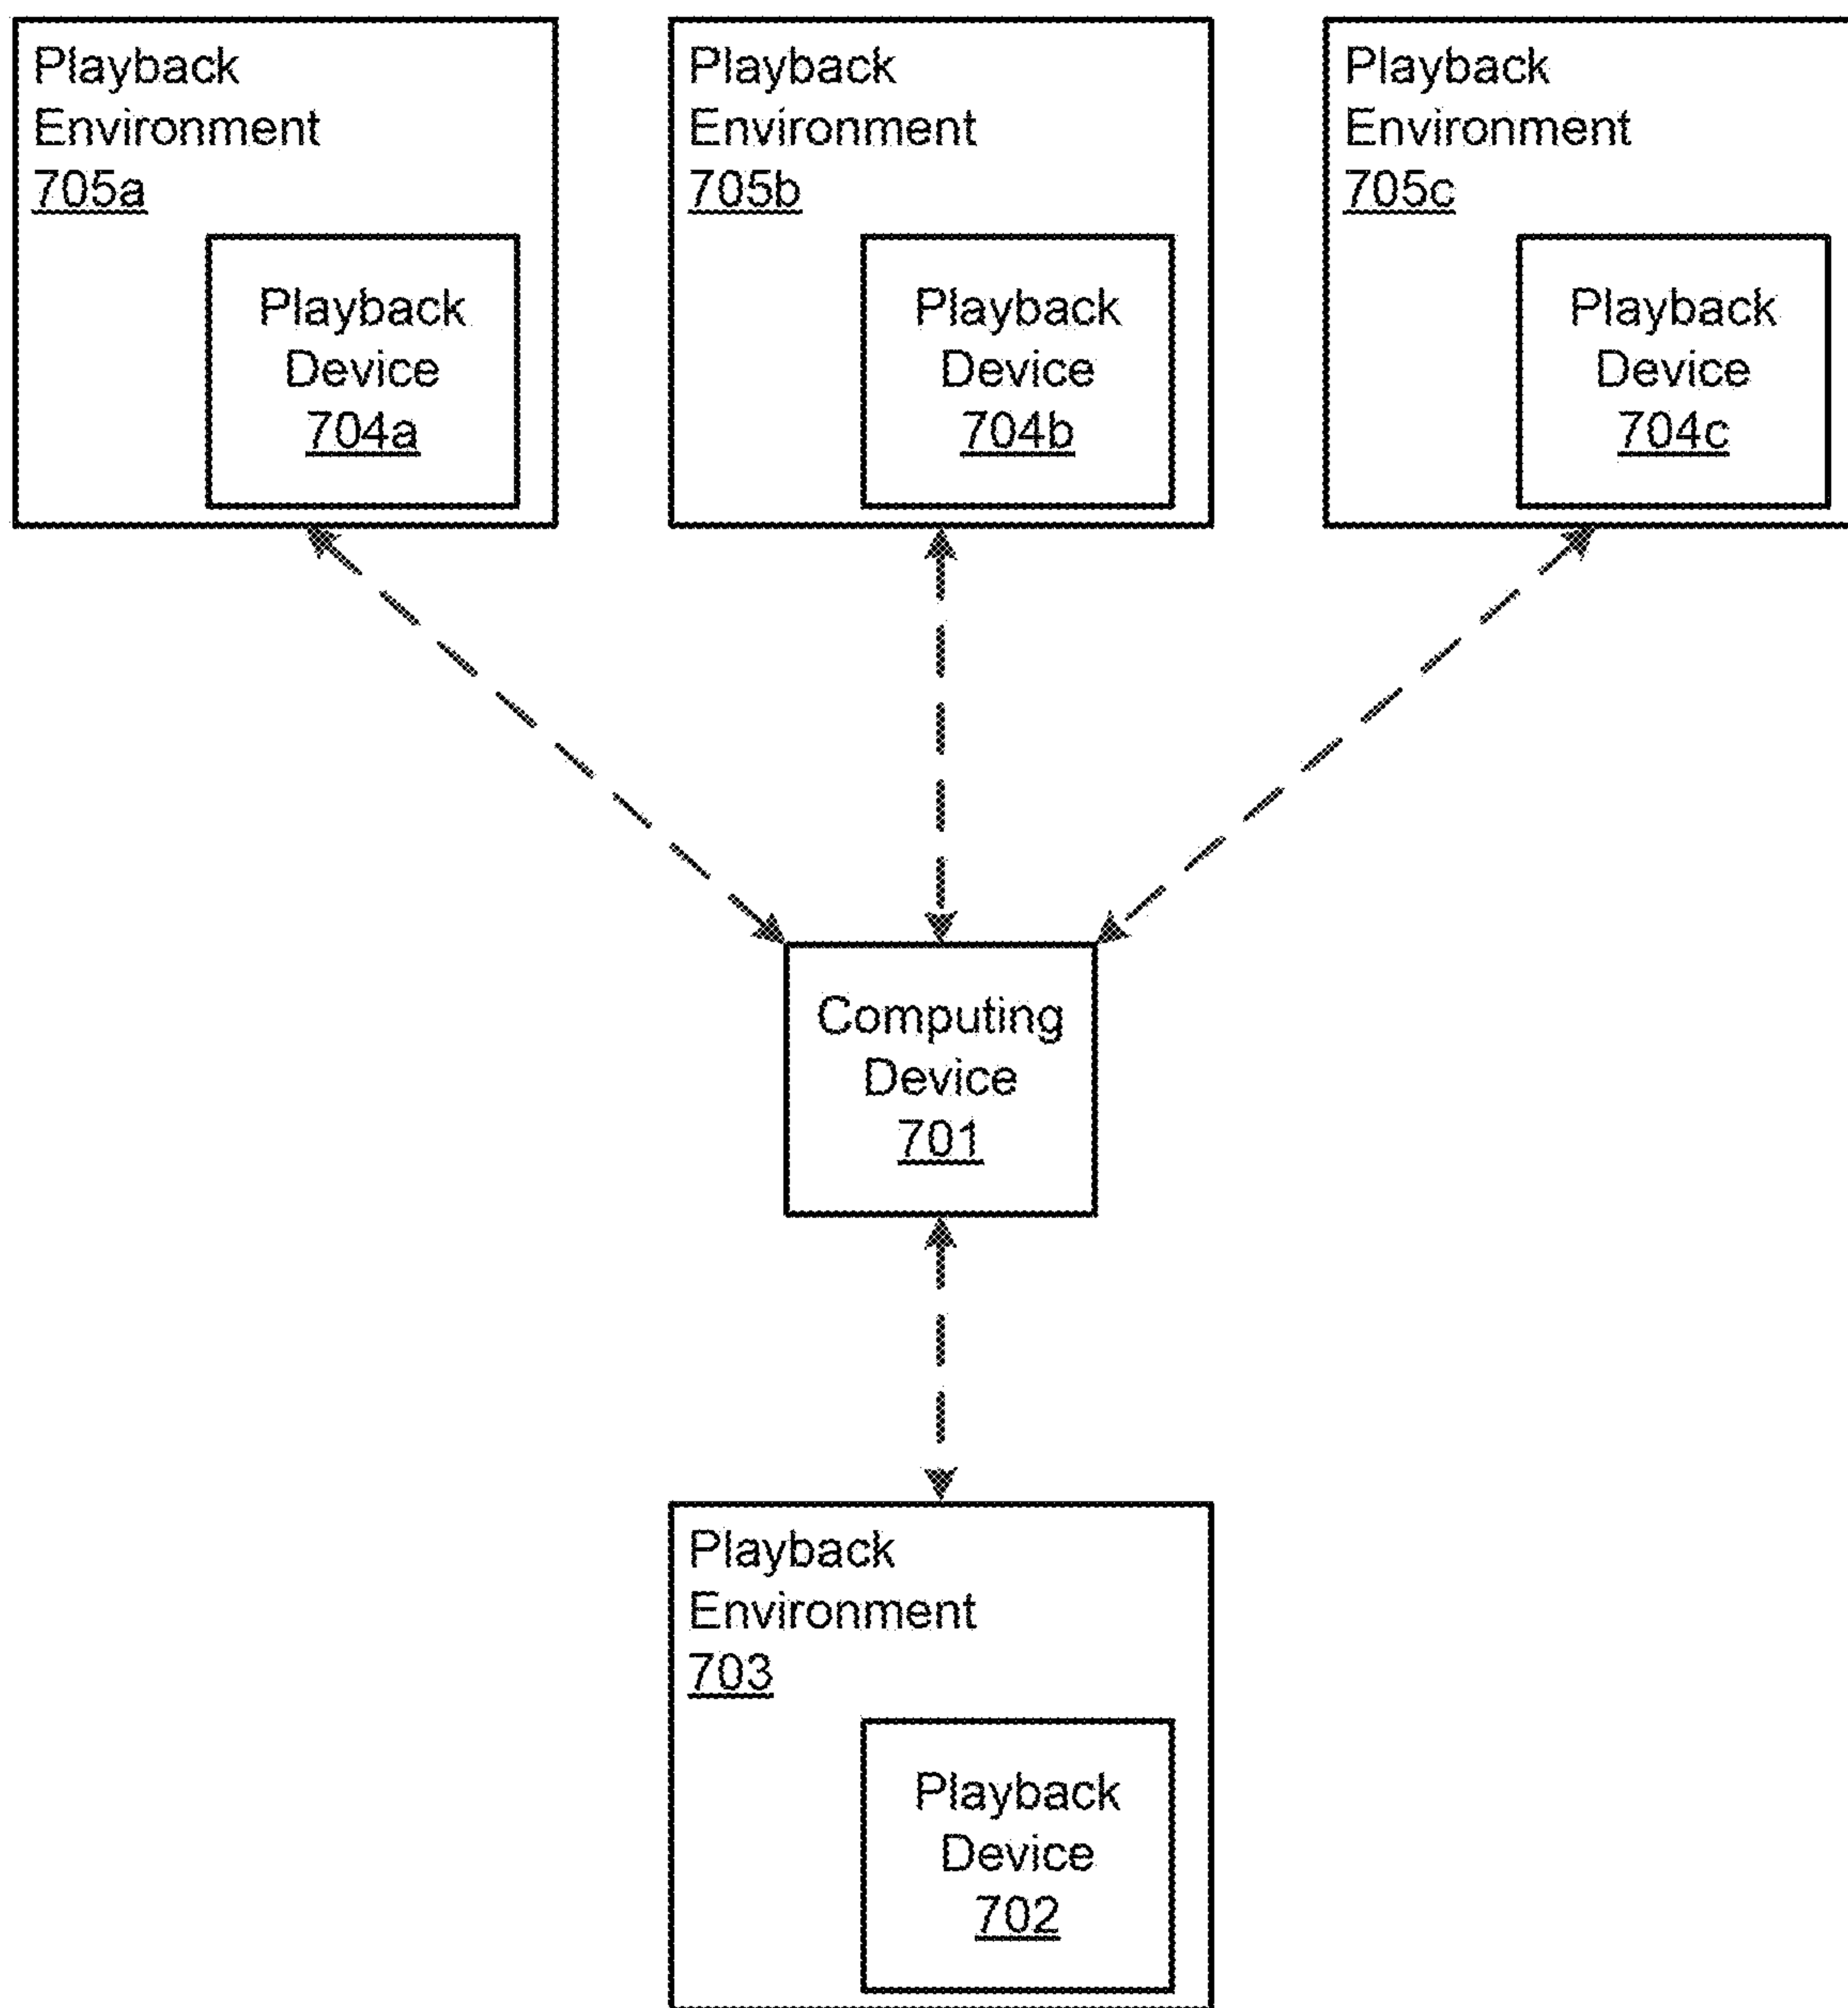 Playback
Environment
705a
Playback
Device
704a
Playback
Environment
705b
Playback
Device
704b
Playback
Environment
705c
Playback
Device
704c
Computing
Device
701
Playback
Environment
703
Playback
Device
702